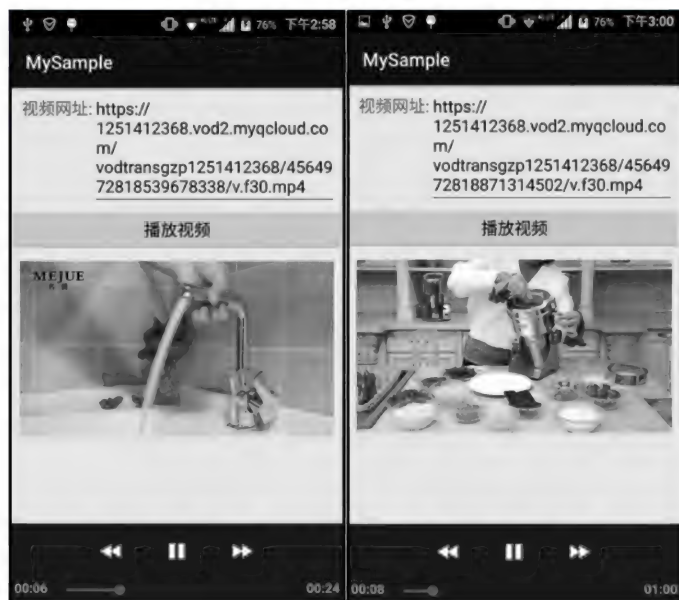 76% 下午2:58
MySample
视频网址: https://
1251412368.vod2.myqcloud.co
m/
vodtransgzp1251412368/45649
72818539678338/v.f30.mp4
播放视频
MEJUE
00:06 00:24
76% 下午3:00
MySample
视频网址: https://
1251412368.vod2.myqcloud.co
m/
vodtransgzp1251412368/45649
72818871314502/v.f30.mp4
播放视频
00:08 01:00